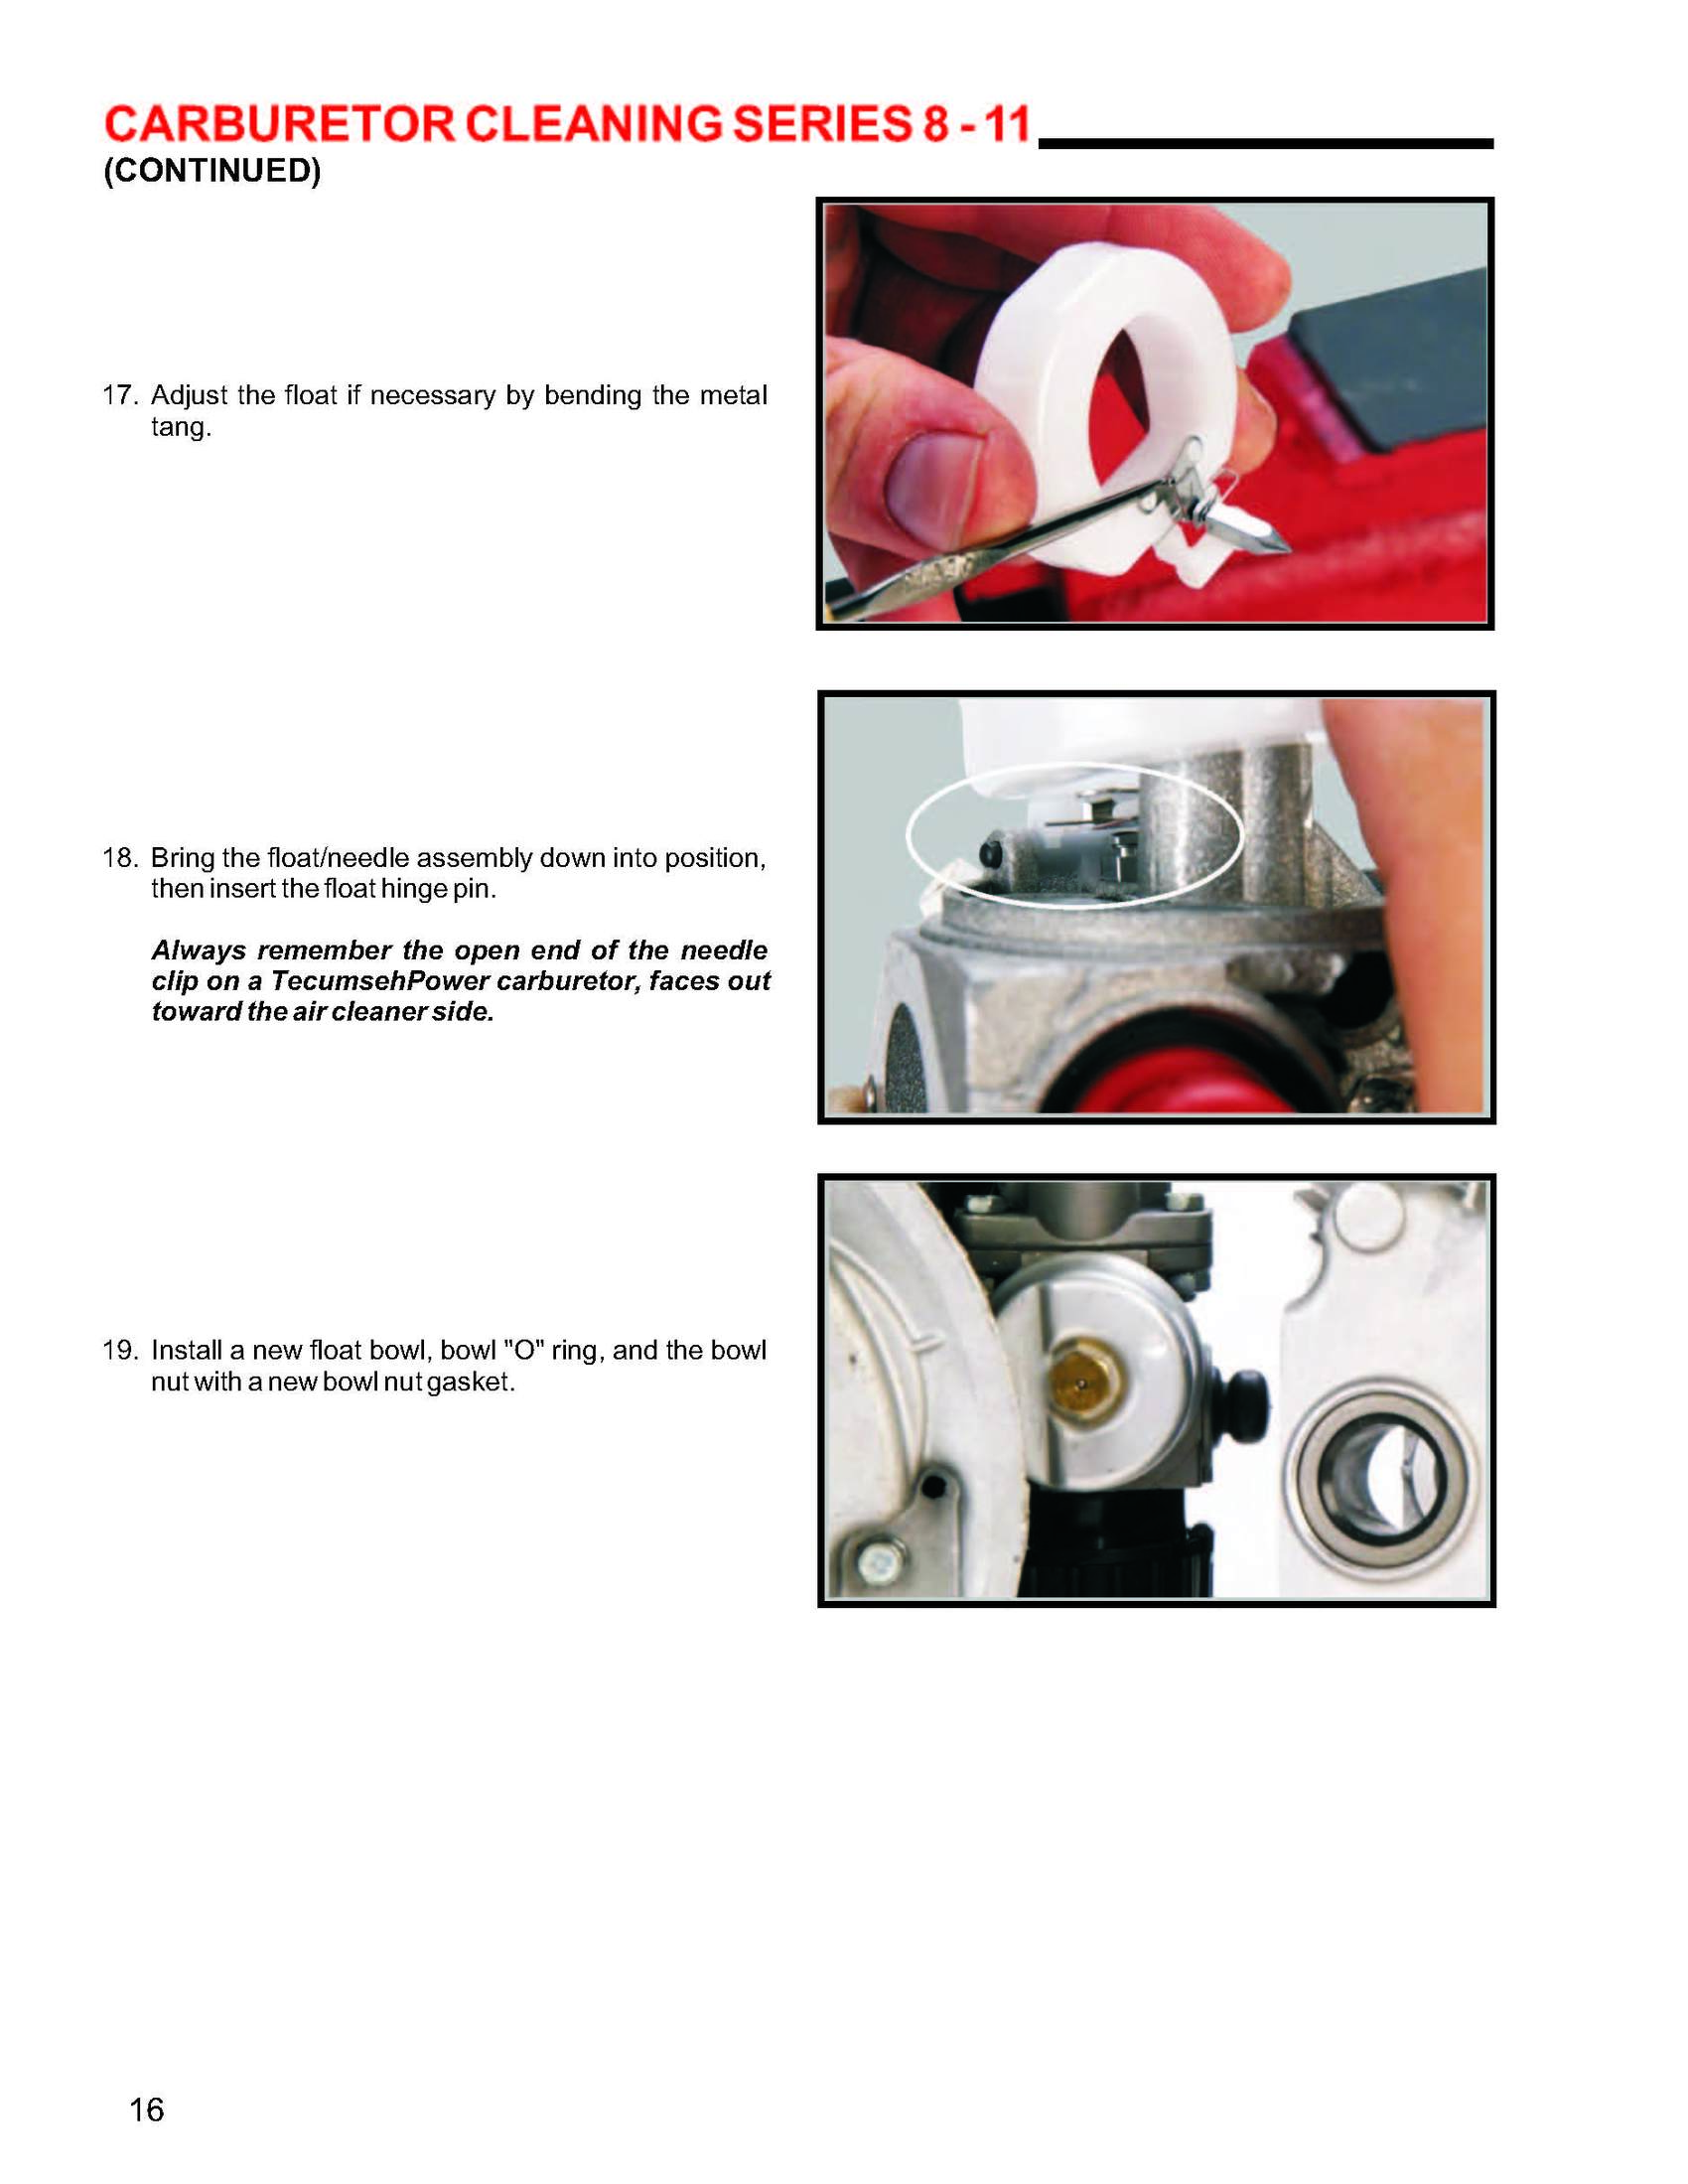 CARBURETOR CLEANING SERIES 8 - 11
(CONTINUED)
17. Adjust the float if necessary by bending the metal
tang.
18. Bring the float/needle assembly down into position,
then insert the float hinge pin.
Always remember the open end of the needle
clip on a TecumsehPower carburetor, faces out
toward the air cleaner side.
19. Install a new float bowl, bowl "O" ring, and the bowl
nut with a new bowl nut gasket.
16